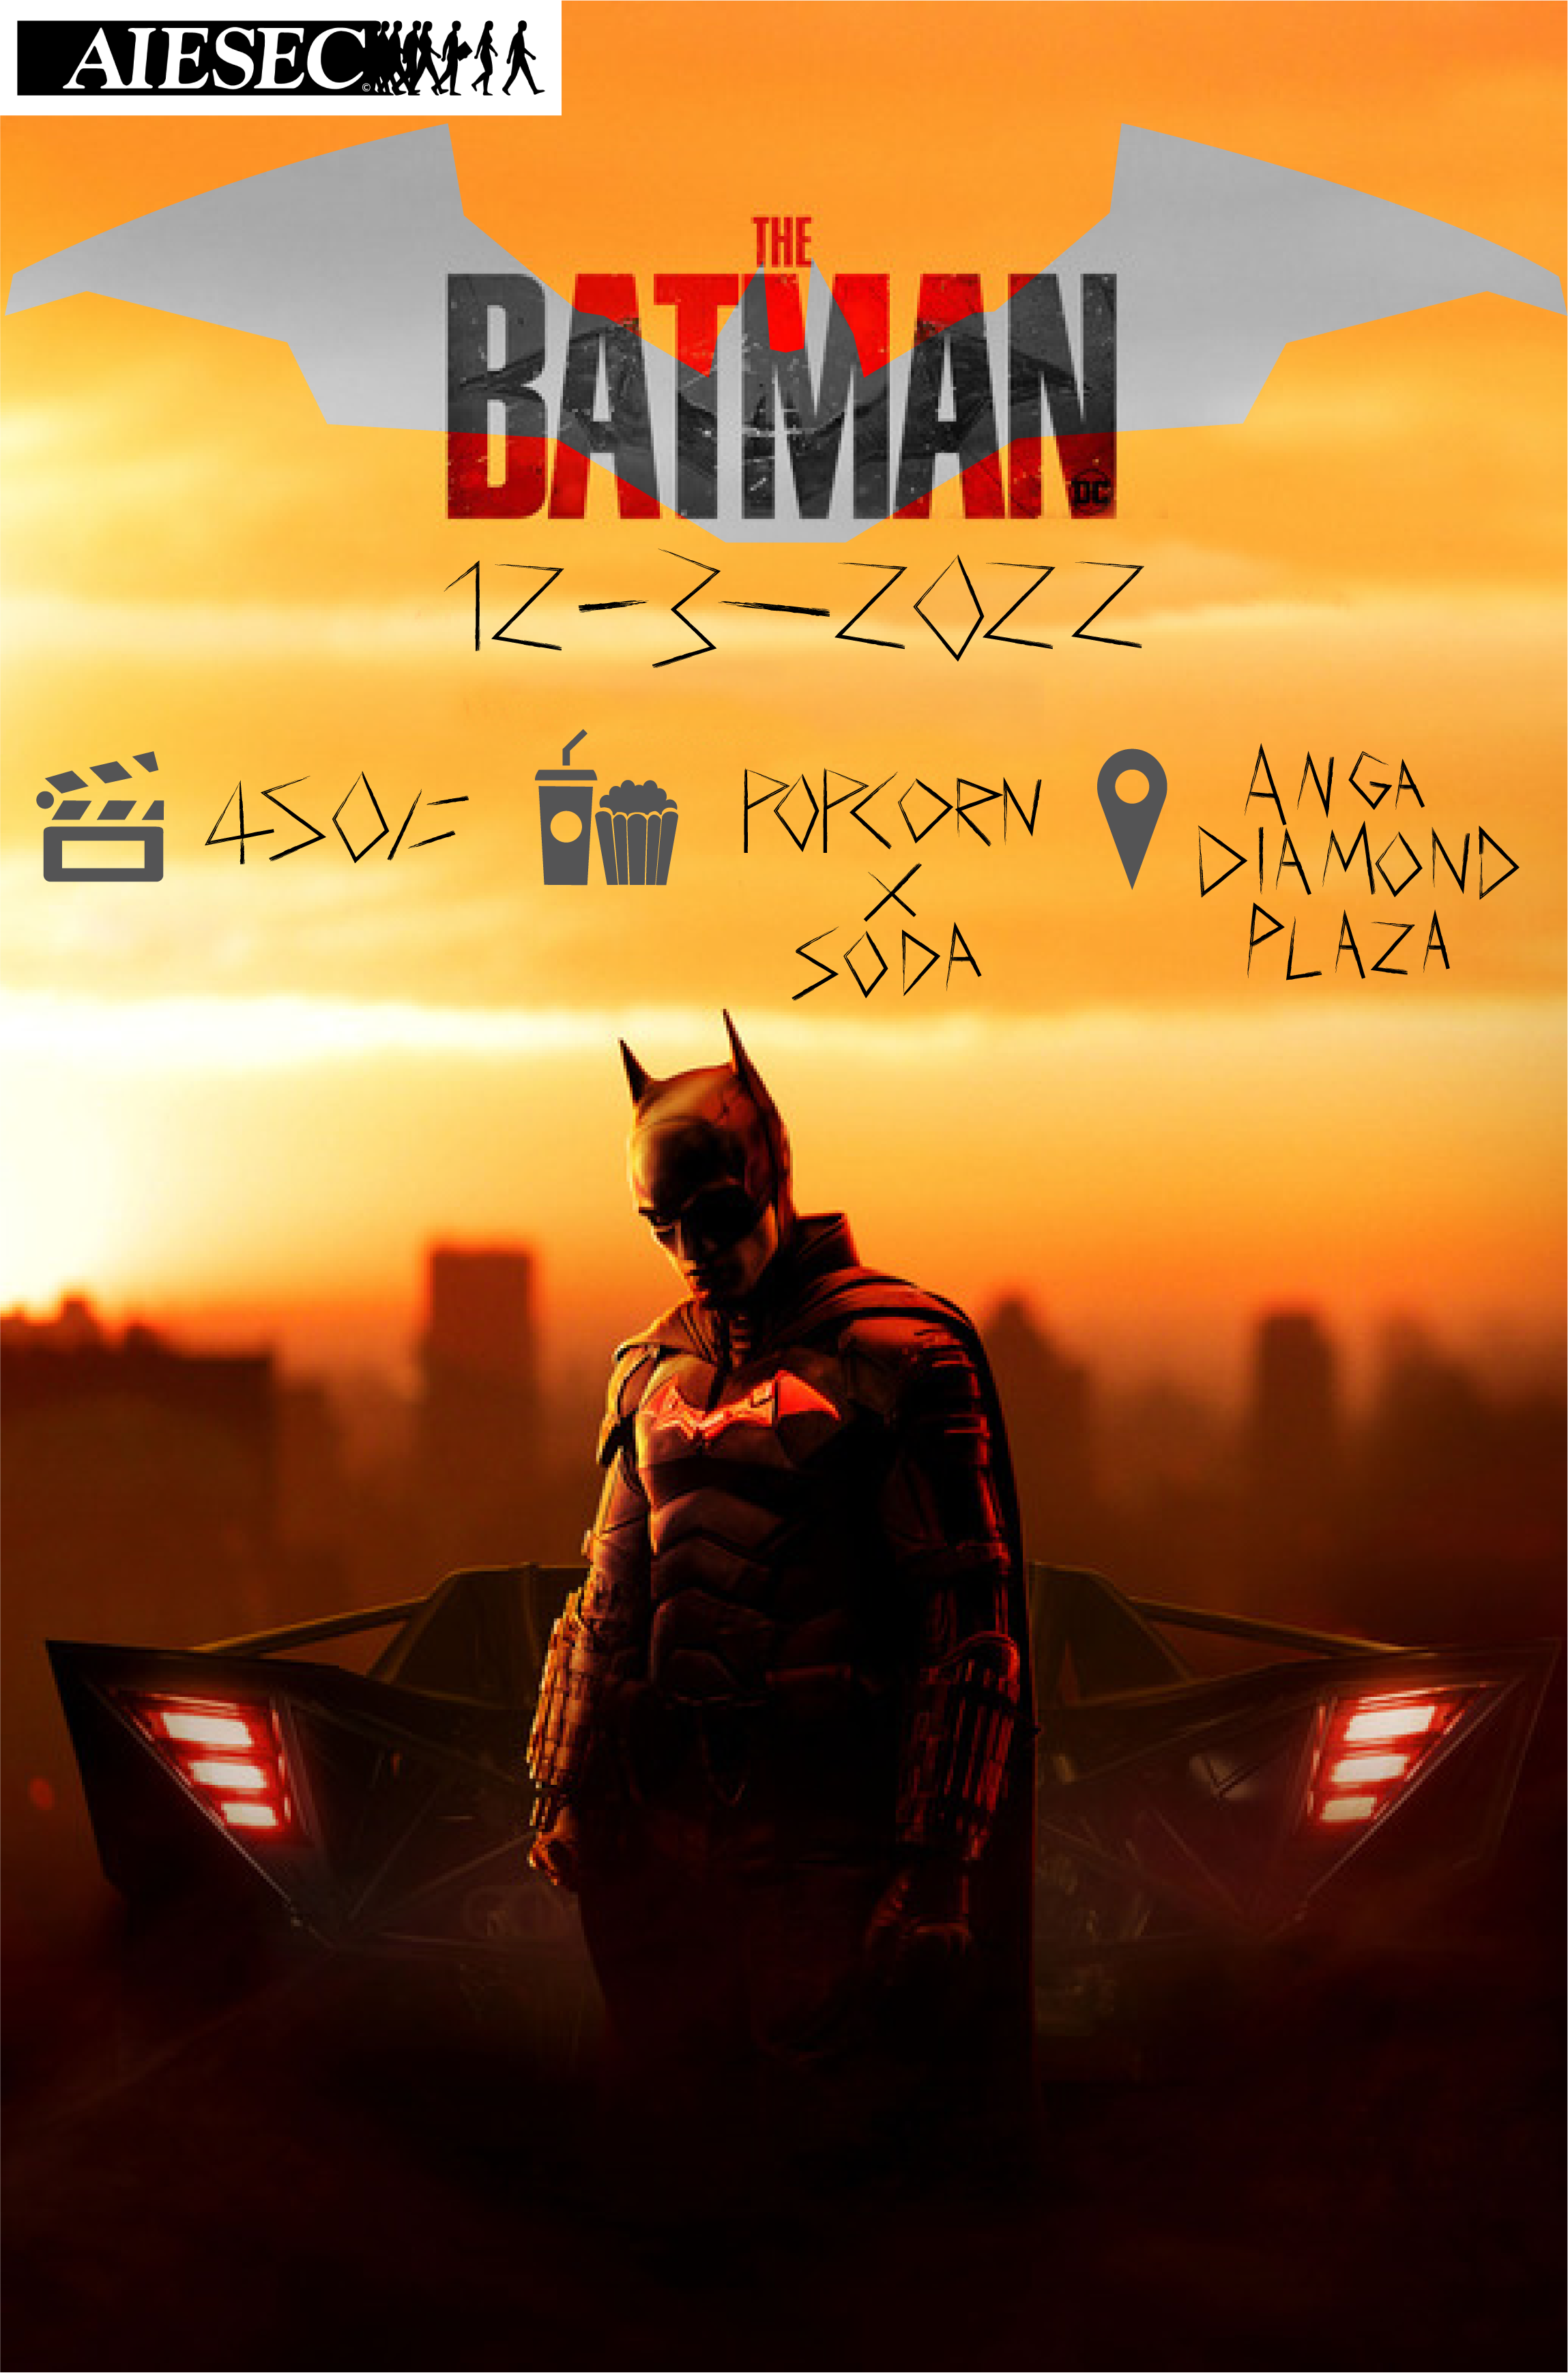 AIESEC©
THE
BATMAN
DC
12-3-2022
450/=
POPCORN
X
SODA
ANGA
DIAMOND
PLAZA